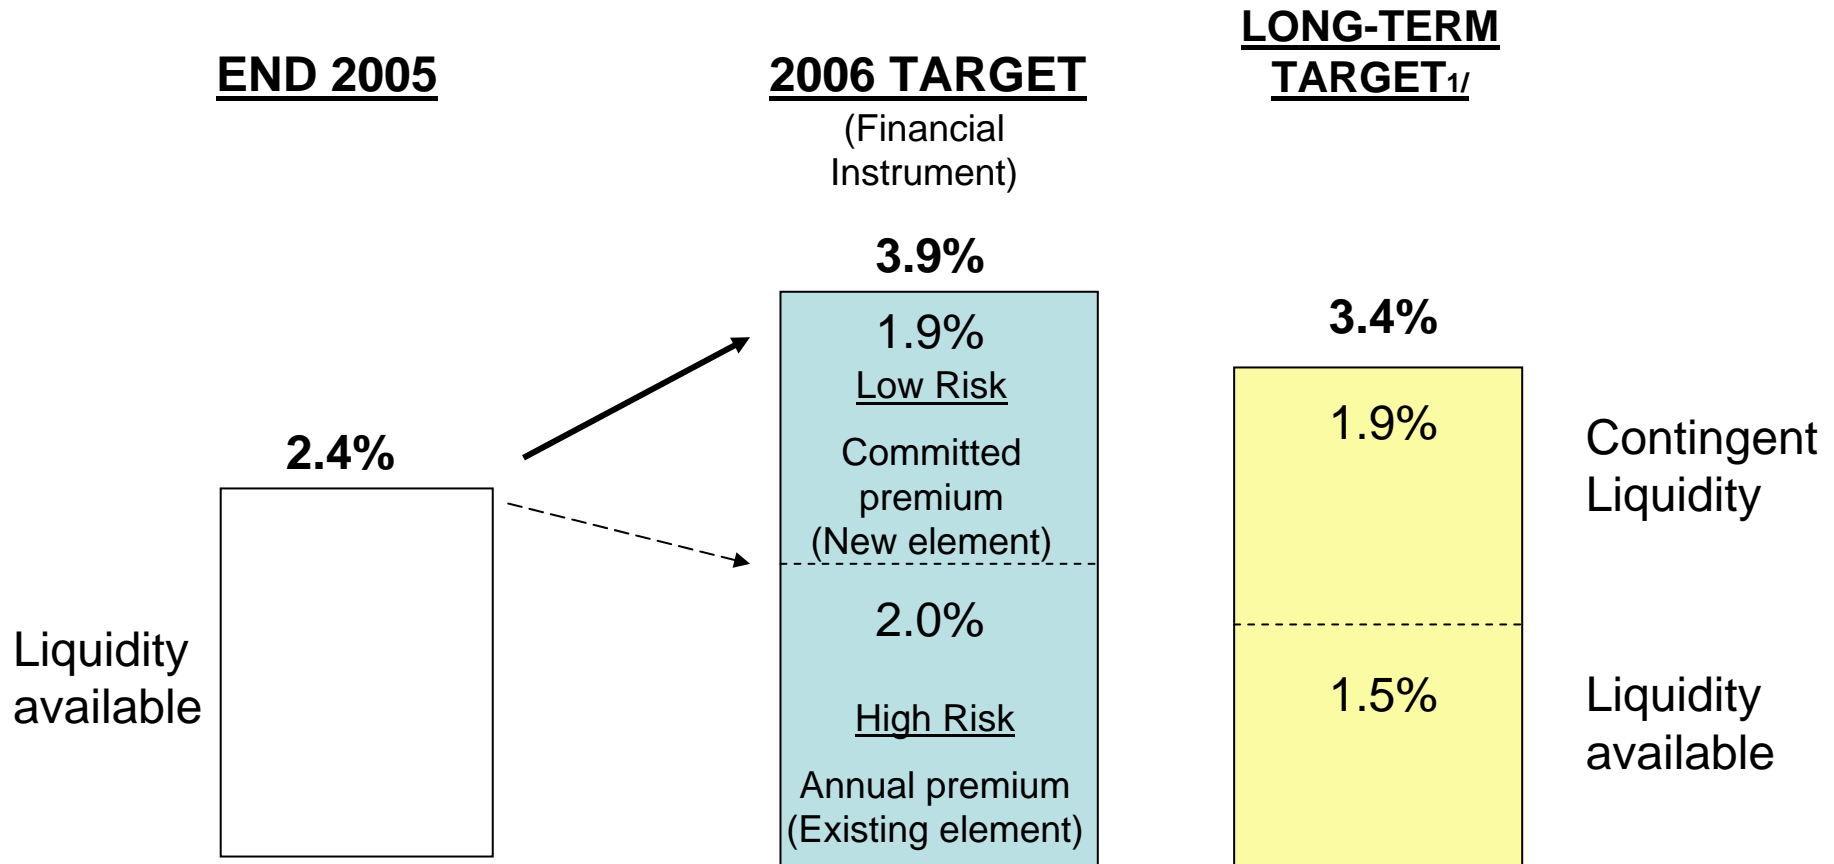 END 2005
2006 TARGET
(Financial
Instrument)
LONG-TERM
TARGET1/
3.9%
3.4%
2.4%
1.9%
Low Risk
Committed
premium
(New element)
2.0%
High Risk
Annual premium
(Existing element)
1.9%
1.5%
Contingent
Liquidity
Liquidity
available
Liquidity
available